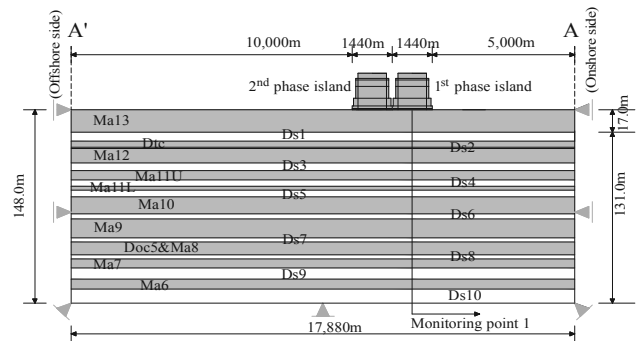 A'
A
(Offshore side)
(Onshore side)
10,000m
1440m
1440m
5,000m
2nd phase island
1st phase island
17.0m
148.0m
131.0m
Ma13
Ds1
Dtc
Ds2
Ma12
Ds3
Ma11U
Ds4
Ma11L
Ds5
Ma10
Ds6
Ma9
Ds7
Doc5&Ma8
Ds8
Ma7
Ds9
Ma6
Ds10
Monitoring point 1
17,880m